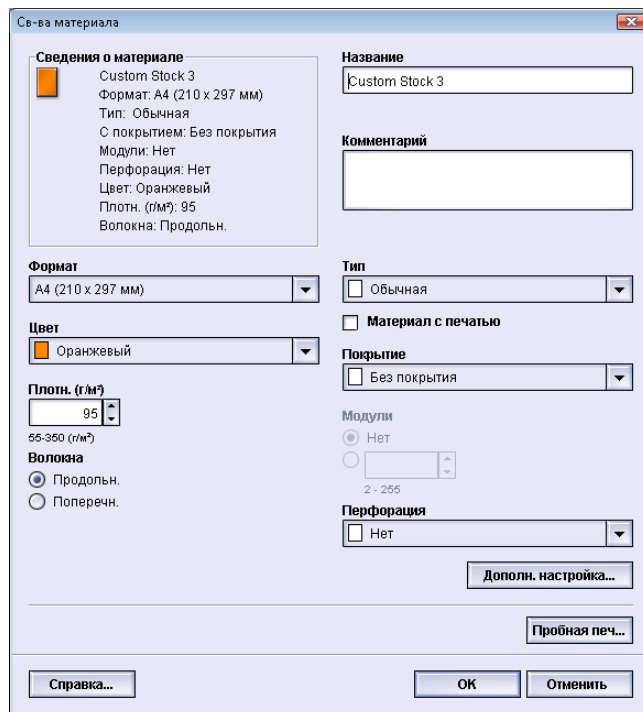 Св-ва материала
Сведения о материале
Custom Stock 3
Формат: A4 (210 x 297 мм)
Тип: Обычная
С покрытием: Без покрытия
Модули: Нет
Перфорация: Нет
Цвет: Оранжевый
Плотн. (г/м²): 95
Волокна: Продольн.
Название
Custom Stock 3
Комментарий
Формат
A4 (210 x 297 мм)
Цвет
Оранжевый
Плотн. (г/м²)
95
55-350 (г/м²)
Волокна
Продольн.
Поперечн.
Тип
Обычная
Материал с печатью
Покрытие
Без покрытия
Модули
Нет
2 - 255
Перфорация
Нет
Дополн. настройка...
Пробная печ...
Справка...
OK
Отменить